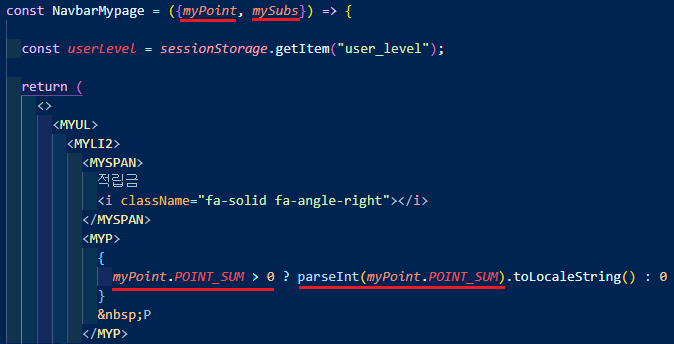 const NavbarMypage = ({myPoint, mySubs}) => {
const userLevel = sessionStorage.getItem("user_level");
return (
<>
<MYUL>
<MYLI2>
<MYSPAN>
적립금
<i className="fa-solid fa-angle-right"></i>
</MYSPAN>
<MYP>
{
myPoint.POINT_SUM > 0 ? parseInt(myPoint.POINT_SUM).toLocaleString() : 0
}
&nbsp;P
</MYP>